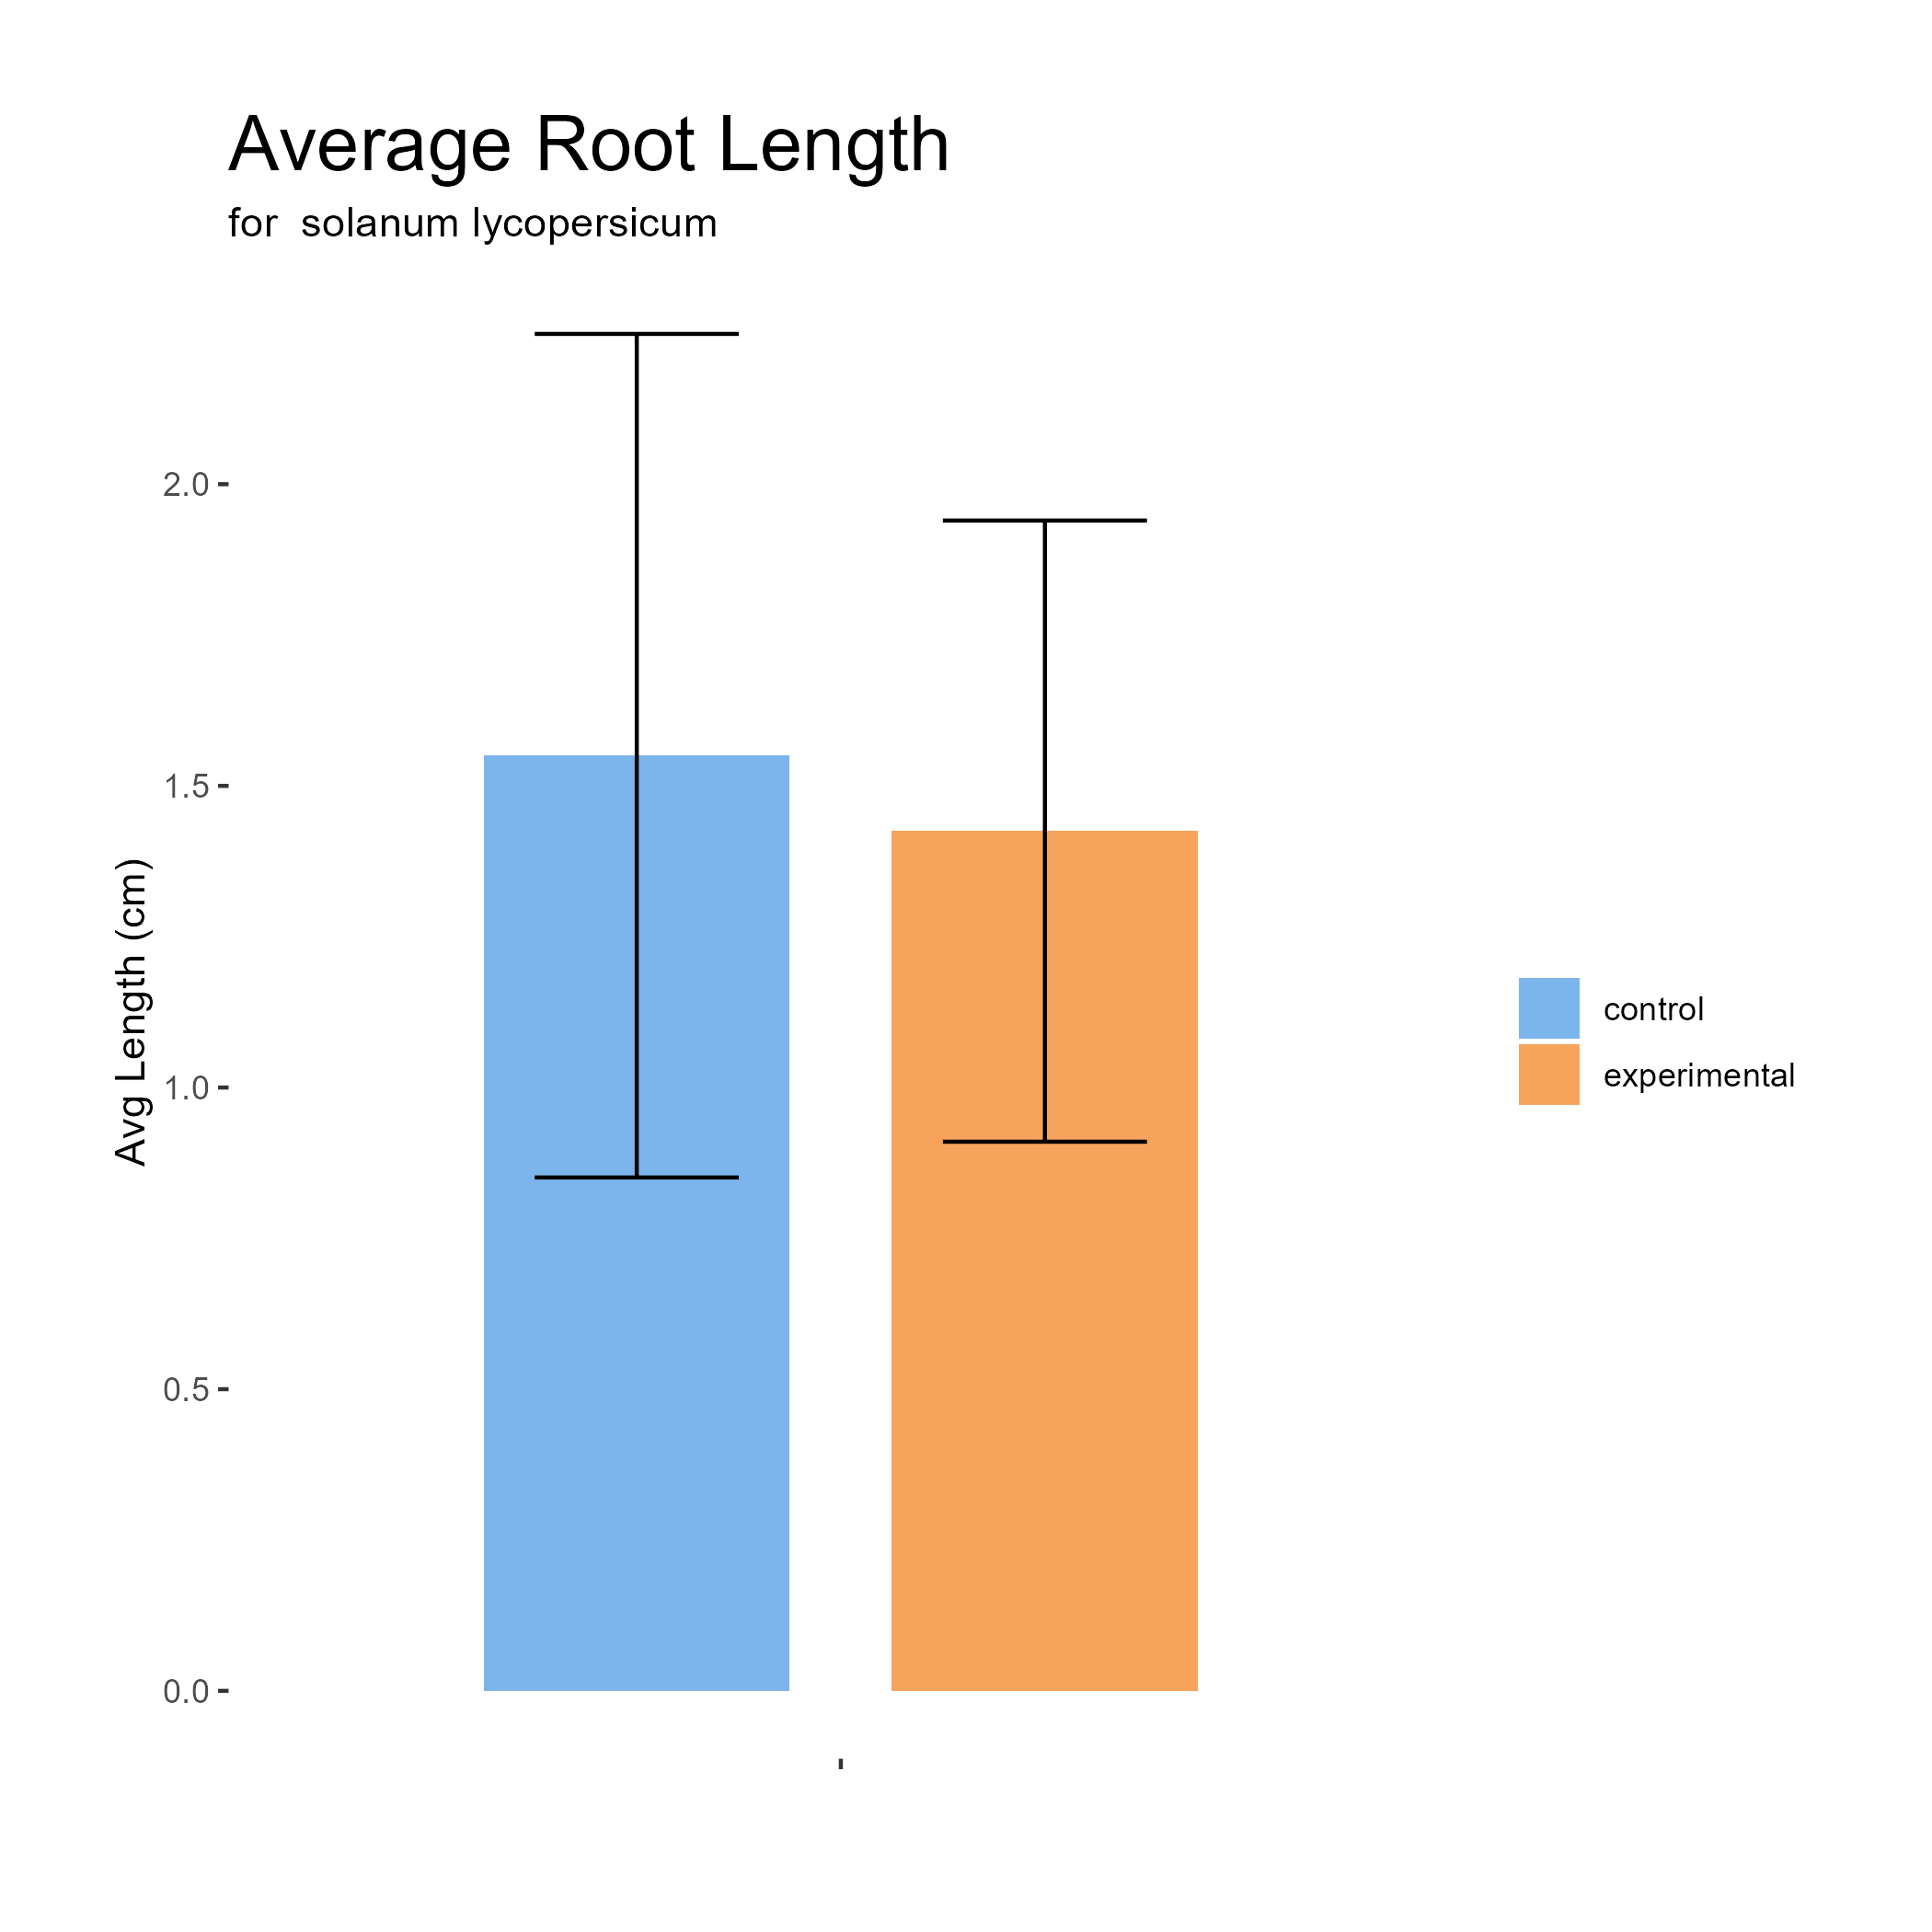 Average Root Length
for  solanum lycopersicum
Avg Length (cm)
2.0
1.5
1.0
0.5
0.0
control
experimental